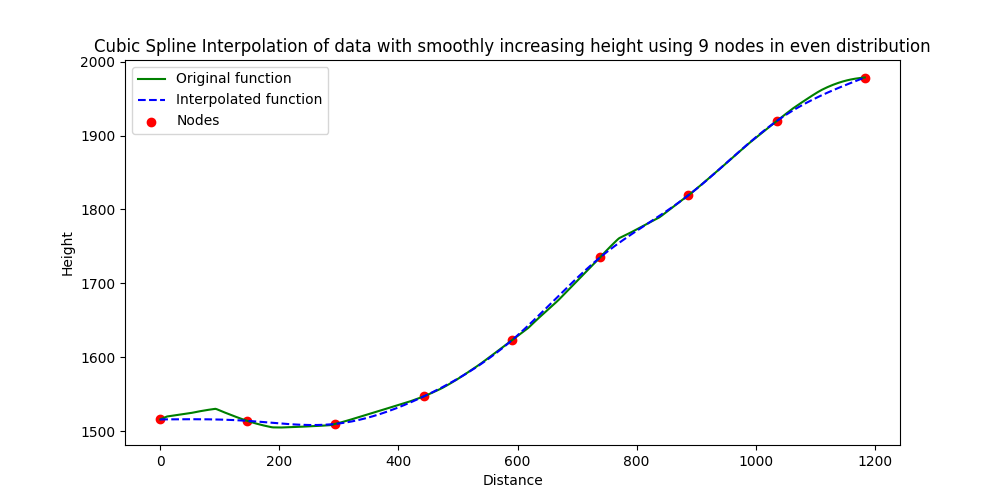 Cubic Spline Interpolation of data with smoothly increasing height using 9 nodes in even distribution
Original function
Interpolated function
Nodes
2000
1900
1800
1700
1600
1500
Height
0 200 400 600 800 1000 1200
Distance